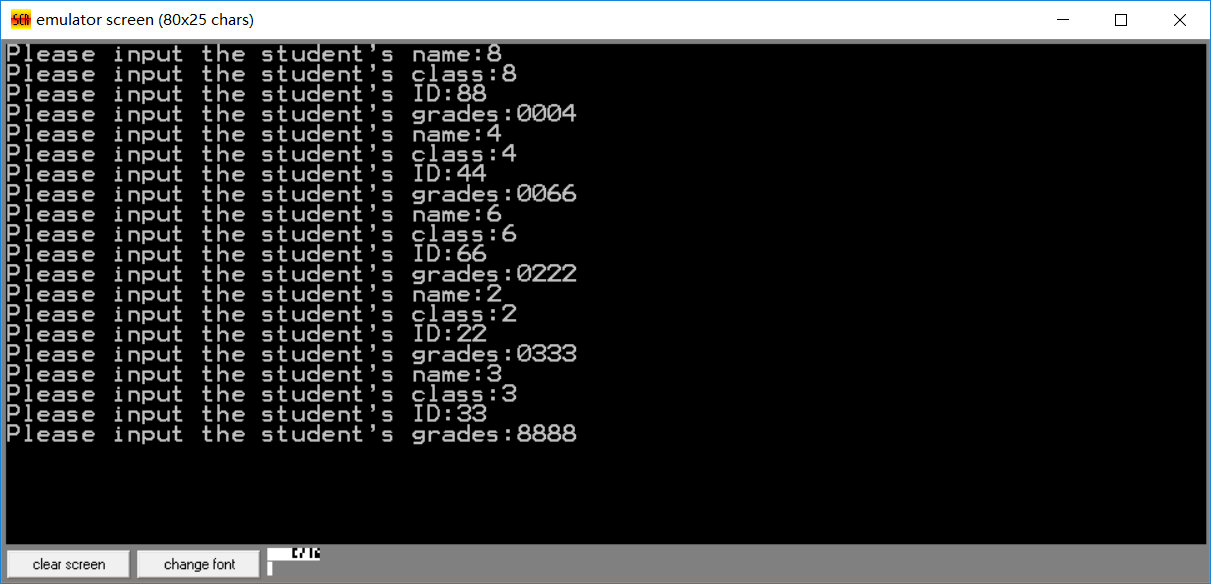 emulator screen (80x25 chars)
Please input the student's name:8
Please input the student's class:8
Please input the student's ID:88
Please input the student's grades:0004
Please input the student's name:4
Please input the student's class:4
Please input the student's ID:44
Please input the student's grades:0066
Please input the student's name:6
Please input the student's class:6
Please input the student's ID:66
Please input the student's grades:0222
Please input the student's name:2
Please input the student's class:2
Please input the student's ID:22
Please input the student's grades:0333
Please input the student's name:3
Please input the student's class:3
Please input the student's ID:33
Please input the student's grades:8888
clear screen change font